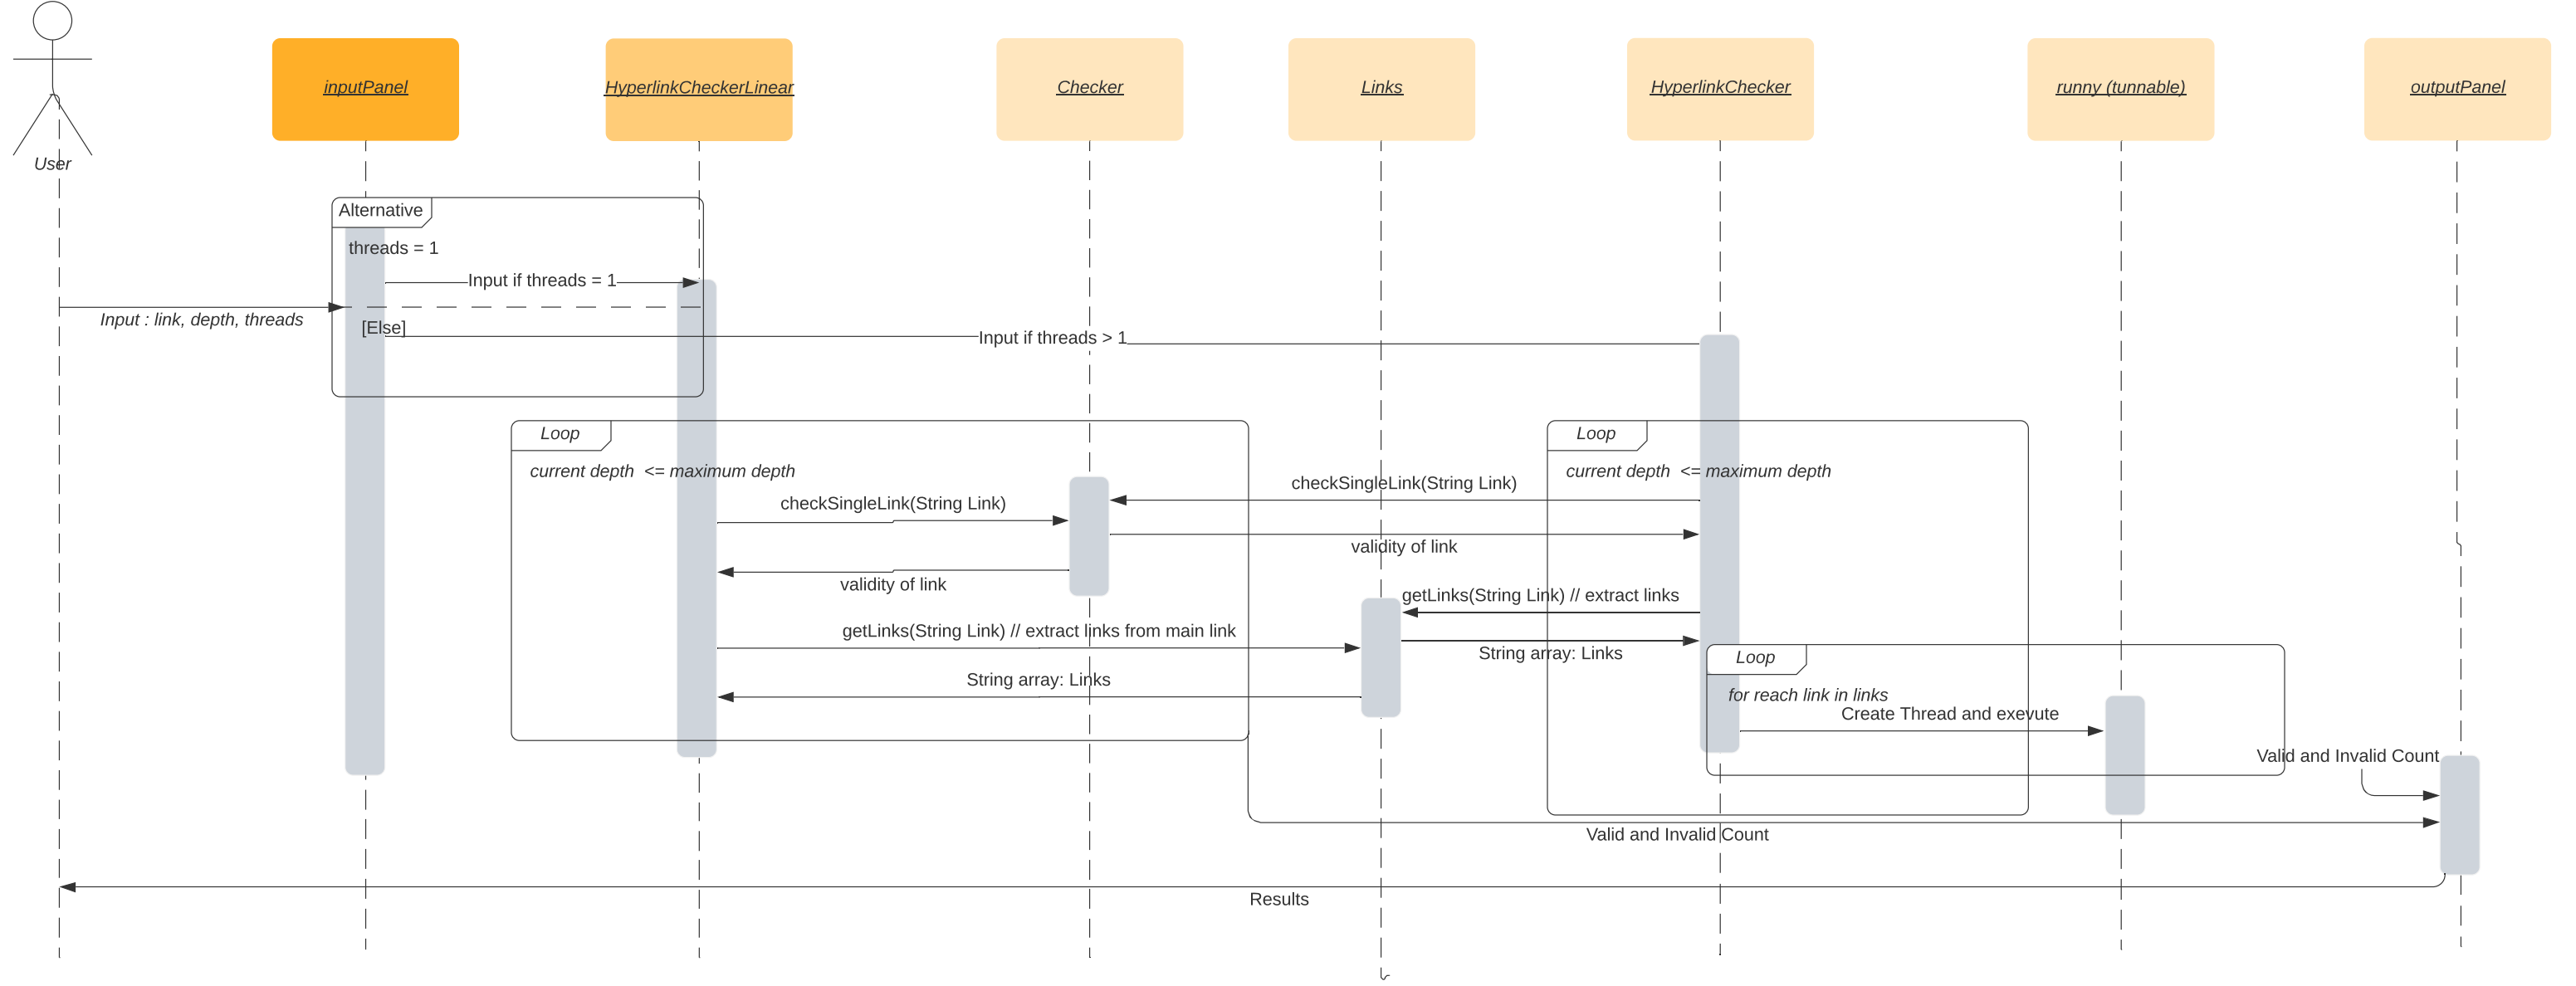 User
inputPanel
HyperlinkCheckerLinear
Checker
Links
HyperlinkChecker
runny (tunnable)
outputPanel
Alternative
threads = 1
Input if threads = 1
Input : link, depth, threads
[Else]
Input if threads > 1
Loop
current depth  <= maximum depth
checkSingleLink(String Link)
validity of link
getLinks(String Link) // extract links from main link
String array: Links
Loop
current depth  <= maximum depth
checkSingleLink(String Link)
validity of link
getLinks(String Link) // extract links
String array: Links
Loop
for reach link in links
Create Thread and exevute
Valid and Invalid Count
Valid and Invalid Count
Results